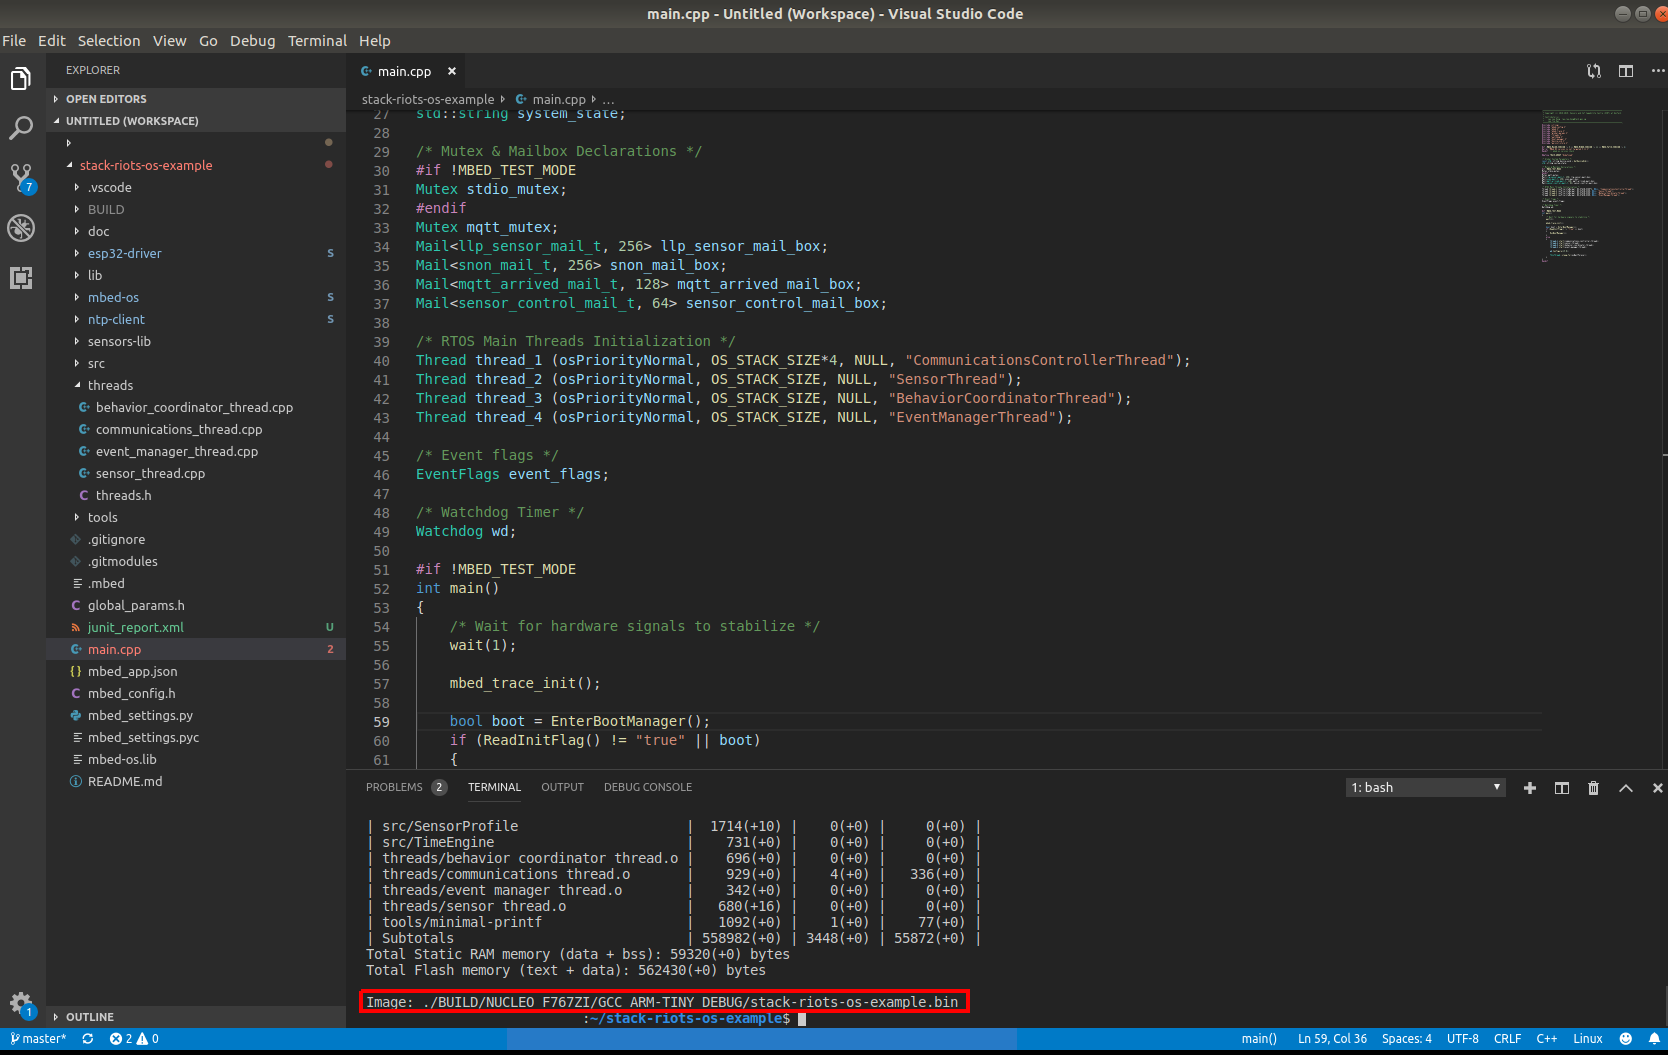 main.cpp - Untitled (Workspace) - Visual Studio Code
File Edit Selection View Go Debug Terminal Help
EXPLORER
OPEN EDITORS
UNTITLED (WORKSPACE)
stack-riots-os-example
.vscode
BUILD
doc
esp32-driver S
lib
mbed-os S
ntp-client S
sensors-lib
src
threads
behavior_coordinator_thread.cpp
communications_thread.cpp
event_manager_thread.cpp
sensor_thread.cpp
C threads.h
tools
.gitignore
.gitmodules
.mbed
C global_params.h
junit_report.xml U
main.cpp 2
{} mbed_app.json
C mbed_config.h
mbed_settings.py
mbed_settings.pyc
mbed-os.lib
README.md
OUTLINE
7
1
main.cpp ×
stack-riots-os-example main.cpp ...
27 std::string system_state;
28
29 /* Mutex & Mailbox Declarations */
30 #if !MBED_TEST_MODE
31 Mutex stdio_mutex;
32 #endif
33 Mutex mqtt_mutex;
34 Mail<llp_sensor_mail_t, 256> llp_sensor_mail_box;
35 Mail<snon_mail_t, 256> snon_mail_box;
36 Mail<mqtt_arrived_mail_t, 128> mqtt_arrived_mail_box;
37 Mail<sensor_control_mail_t, 64> sensor_control_mail_box;
38
39 /* RTOS Main Threads Initialization */
40 Thread thread_1 (osPriorityNormal, OS_STACK_SIZE*4, NULL, "CommunicationsControllerThread");
41 Thread thread_2 (osPriorityNormal, OS_STACK_SIZE, NULL, "SensorThread");
42 Thread thread_3 (osPriorityNormal, OS_STACK_SIZE, NULL, "BehaviorCoordinatorThread");
43 Thread thread_4 (osPriorityNormal, OS_STACK_SIZE, NULL, "EventManagerThread");
44
45 /* Event flags */
46 EventFlags event_flags;
47
48 /* Watchdog Timer */
49 Watchdog wd;
50
51 #if !MBED_TEST_MODE
52 int main()
53 {
54 /* Wait for hardware signals to stabilize */
55 wait(1);
56
57 mbed_trace_init();
58
59 bool boot = EnterBootManager();
60 if (ReadInitFlag() != "true" || boot)
61 {
PROBLEMS 2 TERMINAL OUTPUT DEBUG CONSOLE 1: bash
| src/SensorProfile | 1714(+10) | 0(+0) | 0(+0) |
| src/TimeEngine | 731(+0) | 0(+0) | 0(+0) |
| threads/behavior coordinator thread.o | 696(+0) | 0(+0) | 0(+0) |
| threads/communications thread.o | 929(+0) | 4(+0) | 336(+0) |
| threads/event manager thread.o | 342(+0) | 0(+0) | 0(+0) |
| threads/sensor thread.o | 680(+16) | 0(+0) | 0(+0) |
| tools/minimal-printf | 1092(+0) | 1(+0) | 77(+0) |
| Subtotals | 558982(+0) | 3448(+0) | 55872(+0) |
Total Static RAM memory (data + bss): 59320(+0) bytes
Total Flash memory (text + data): 562430(+0) bytes
Image: ./BUILD/NUCLEO F767ZI/GCC ARM-TINY DEBUG/stack-riots-os-example.bin
:~/stack-riots-os-example$
master* 2 0 main() Ln 59, Col 36 Spaces: 4 UTF-8 CRLF C++ Linux